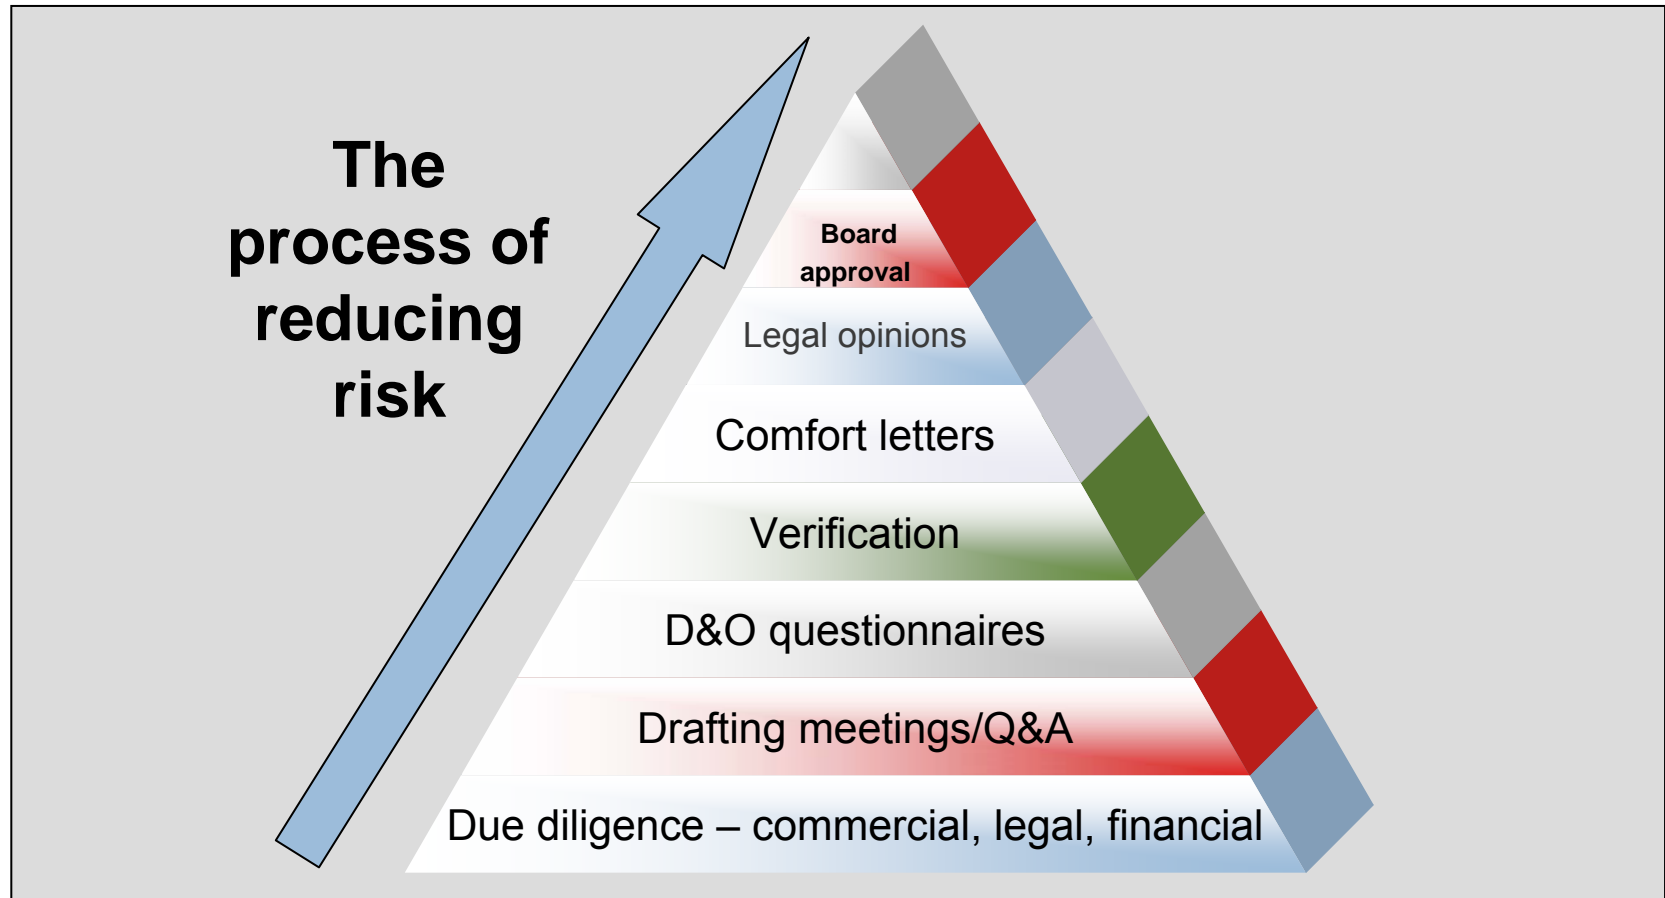 The
process of
reducing
risk
Board
approval
Legal opinions
Comfort letters
Verification
D&O questionnaires
Drafting meetings/Q&A
Due diligence – commercial, legal, financial